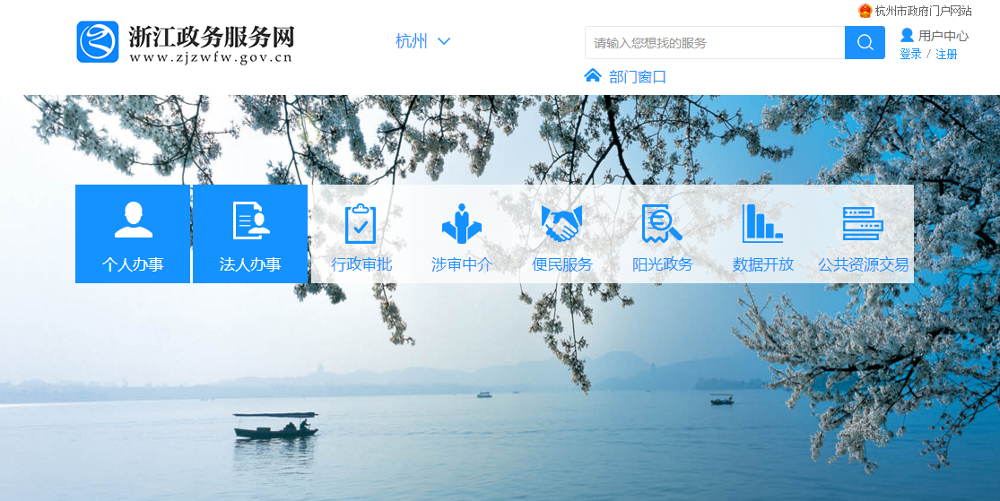 杭州市政府门户网站
浙江政务服务网
www.zjzwfw.gov.cn
杭州
请输入您想找的服务
用户中心
登录 / 注册
部门窗口
个人办事
法人办事
行政审批
涉审中介
便民服务
阳光政务
数据开放
公共资源交易